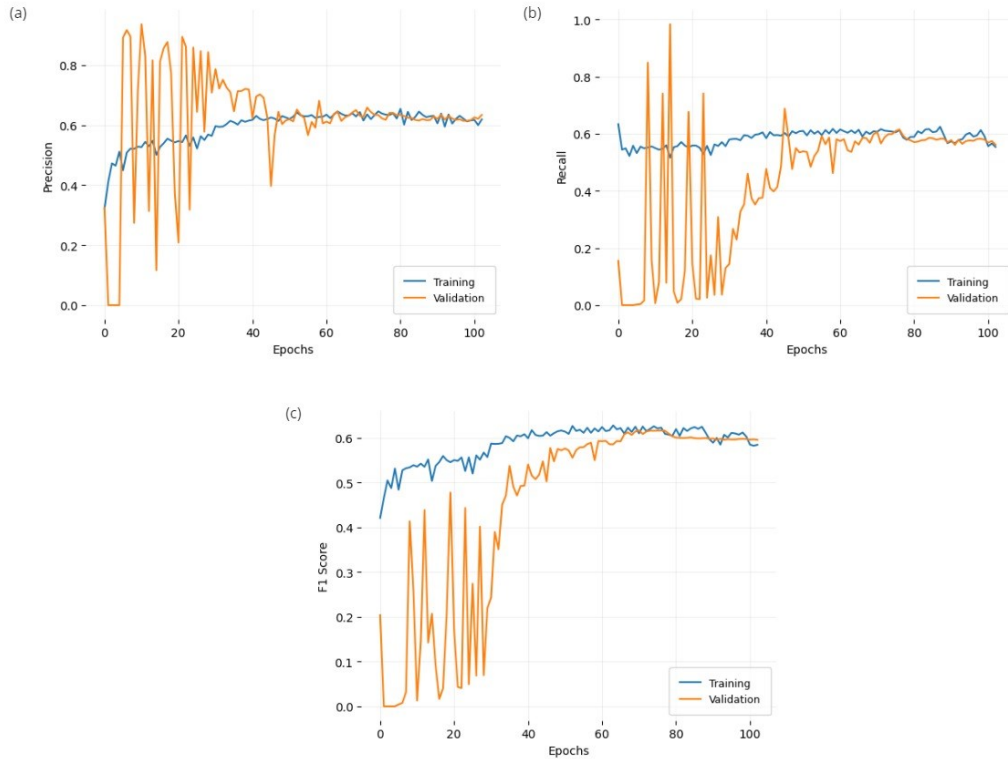 (a)
Precision
0.8
0.6
0.4
0.2
0.0
0 20 40 60 80 100
Epochs
Training
Validation
(b)
Recall
1.0
0.8
0.6
0.4
0.2
0.0
0 20 40 60 80 100
Epochs
Training
Validation
(c)
F1 Score
0.6
0.5
0.4
0.3
0.2
0.1
0.0
0 20 40 60 80 100
Epochs
Training
Validation